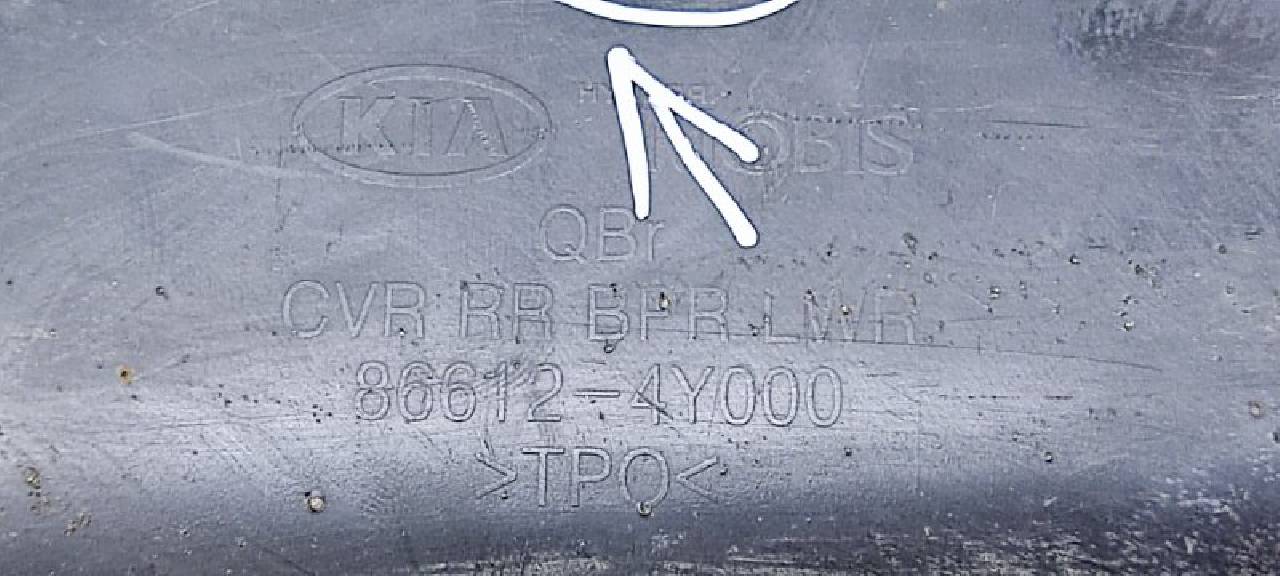 KIA MOBIS
QBr
CVR RR BPR LWR
86612-4Y000
>TPO<